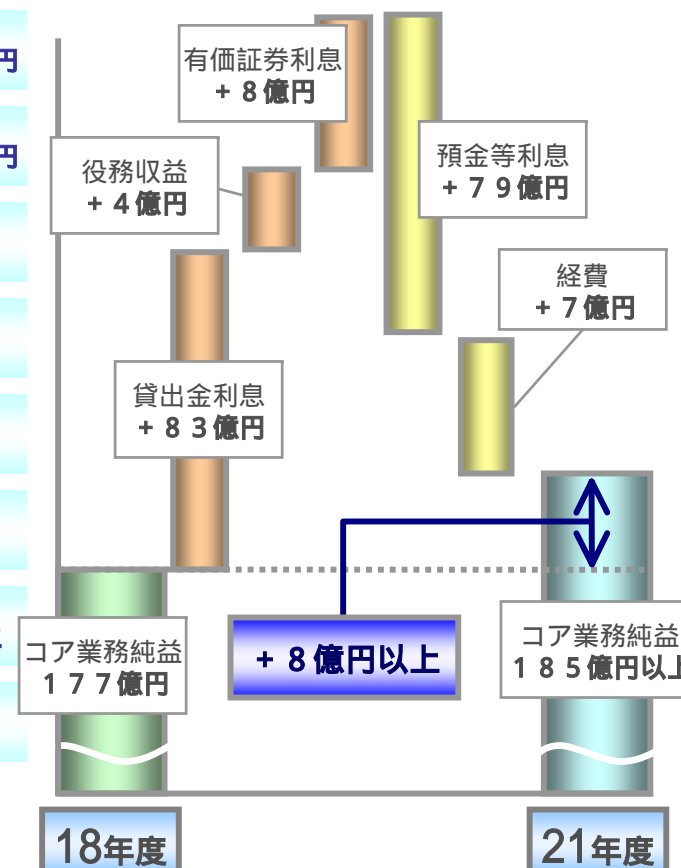 円
円
有価証券利息
+８億円
役務収益
+４億円
預金等利息
+７９億円
経費
+７億円
貸出金利息
+８３億円
+８億円以上
コア業務純益
１７７億円
コア業務純益
１８５億円以上
18年度
21年度